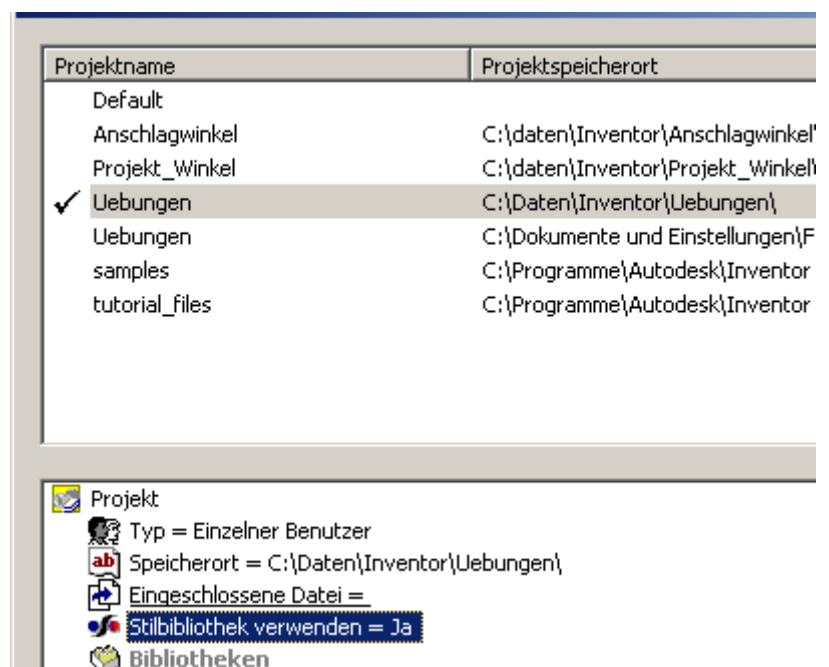 Projektname Projektspeicherort
Default
Anschlagwinkel C:\daten\Inventor\Anschlagwinkel\
Projekt_Winkel C:\daten\Inventor\Projekt_Winkel\
Uebungen C:\Daten\Inventor\Uebungen\
Uebungen C:\Dokumente und Einstellungen\F
samples C:\Programme\Autodesk\Inventor
tutorial_files C:\Programme\Autodesk\Inventor
Projekt
Typ = Einzelner Benutzer
Speicherort = C:\Daten\Inventor\Uebungen\
Eingeschlossene Datei =
Stilbibliothek verwenden = Ja
Bibliotheken